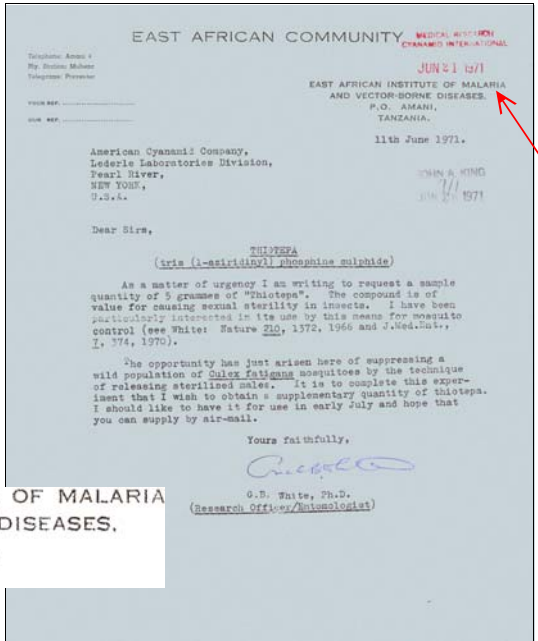 EAST AFRICAN COMMUNITY
MEDICAL RESEARCH
CYANAMID INTERNATIONAL
JUN 21 1971
Telephone: Amani 4
Rly. Station: Muheza
Telegrams: Preventor
EAST AFRICAN INSTITUTE OF MALARIA
AND VECTOR-BORNE DISEASES.
P.O. AMANI,
TANZANIA.
YOUR REF.
OUR REF.
11th June 1971.
American Cyanamid Company,
Lederle Laboratories Division,
Pearl River,
NEW YORK,
U.S.A.
JOHN A. KING
1971
Dear Sirs,
THIOTEPA
(tris (1-aziridinyl) phosphine sulphide)
As a matter of urgency I am writing to request a sample
quantity of 5 grammes of "Thiotepa". The compound is of
value for causing sexual sterility in insects. I have been
particularly interested in its use by this means for mosquito
control (see White: Nature 210, 1372, 1966 and J.Med.Ent.,
7, 374, 1970).
The opportunity has just arisen here of suppressing a
wild population of Culex fatigans mosquitoes by the technique
of releasing sterilised males. It is to complete this exper-
iment that I wish to obtain a supplementary quantity of thiotepa.
I should like to have it for use in early July and hope that
you can supply by air-mail.
Yours faithfully,
G.B. White, Ph.D.
(Research Officer/Entomologist)
OF MALARIA
DISEASES.